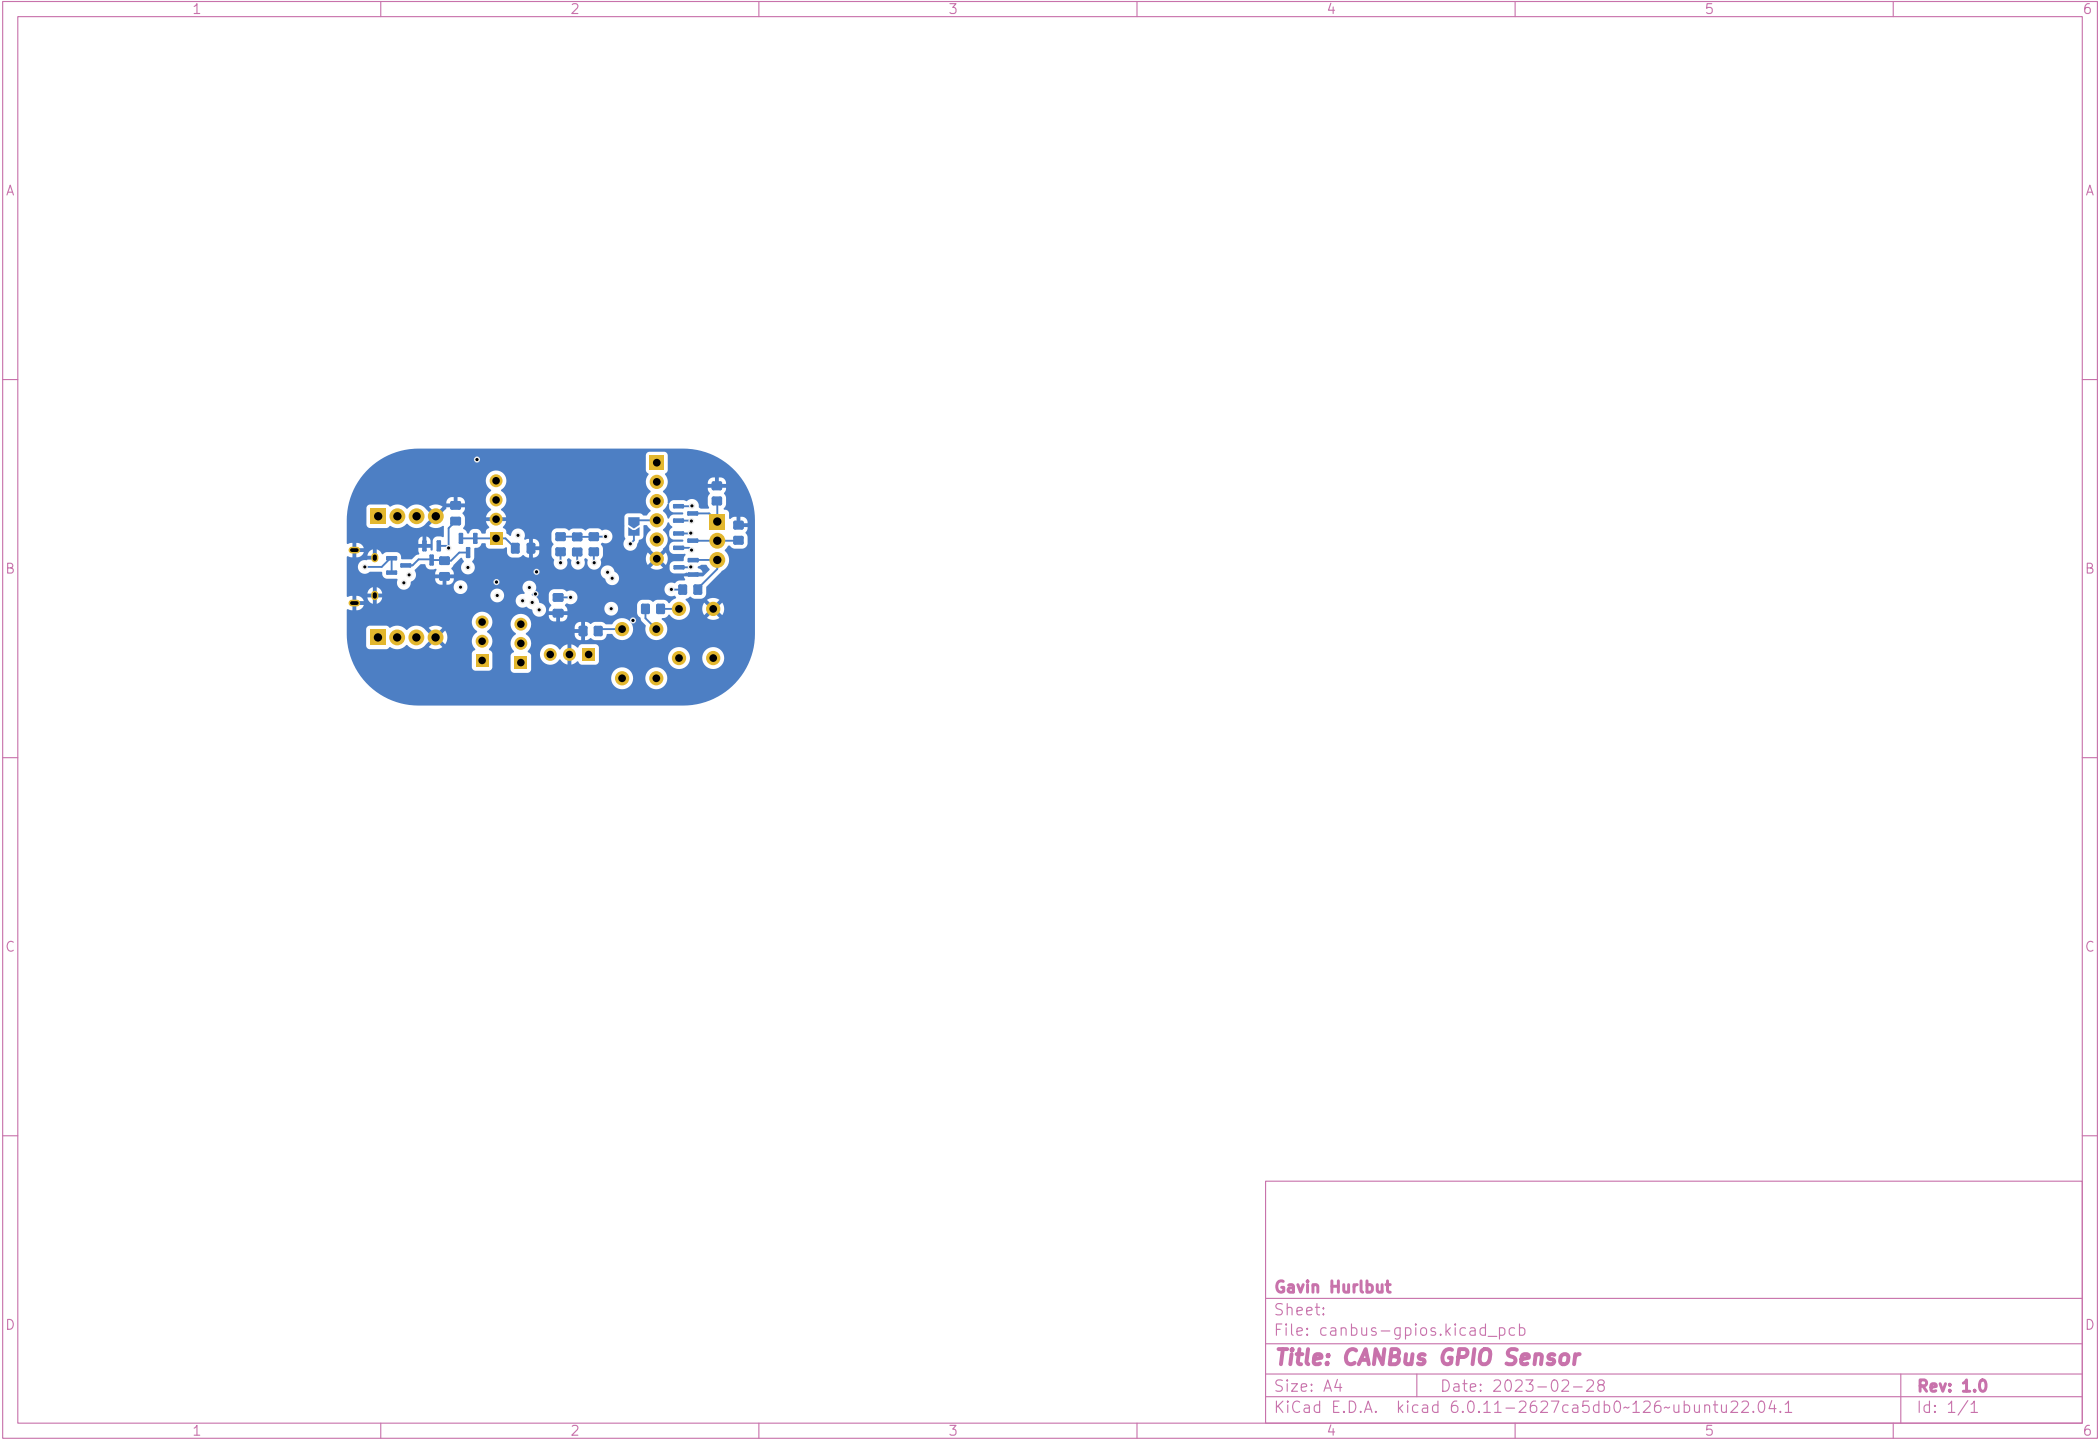 1 2 3 4 5 6
A A
B B
C C
D D
Gavin Hurlbut
Sheet:
File: canbus-gpios.kicad_pcb
Title: CANBus GPIO Sensor
Size: A4 Date: 2023-02-28 Rev: 1.0
KiCad E.D.A. kicad 6.0.11-2627ca5db0~126~ubuntu22.04.1 Id: 1/1
1 2 3 4 5 6